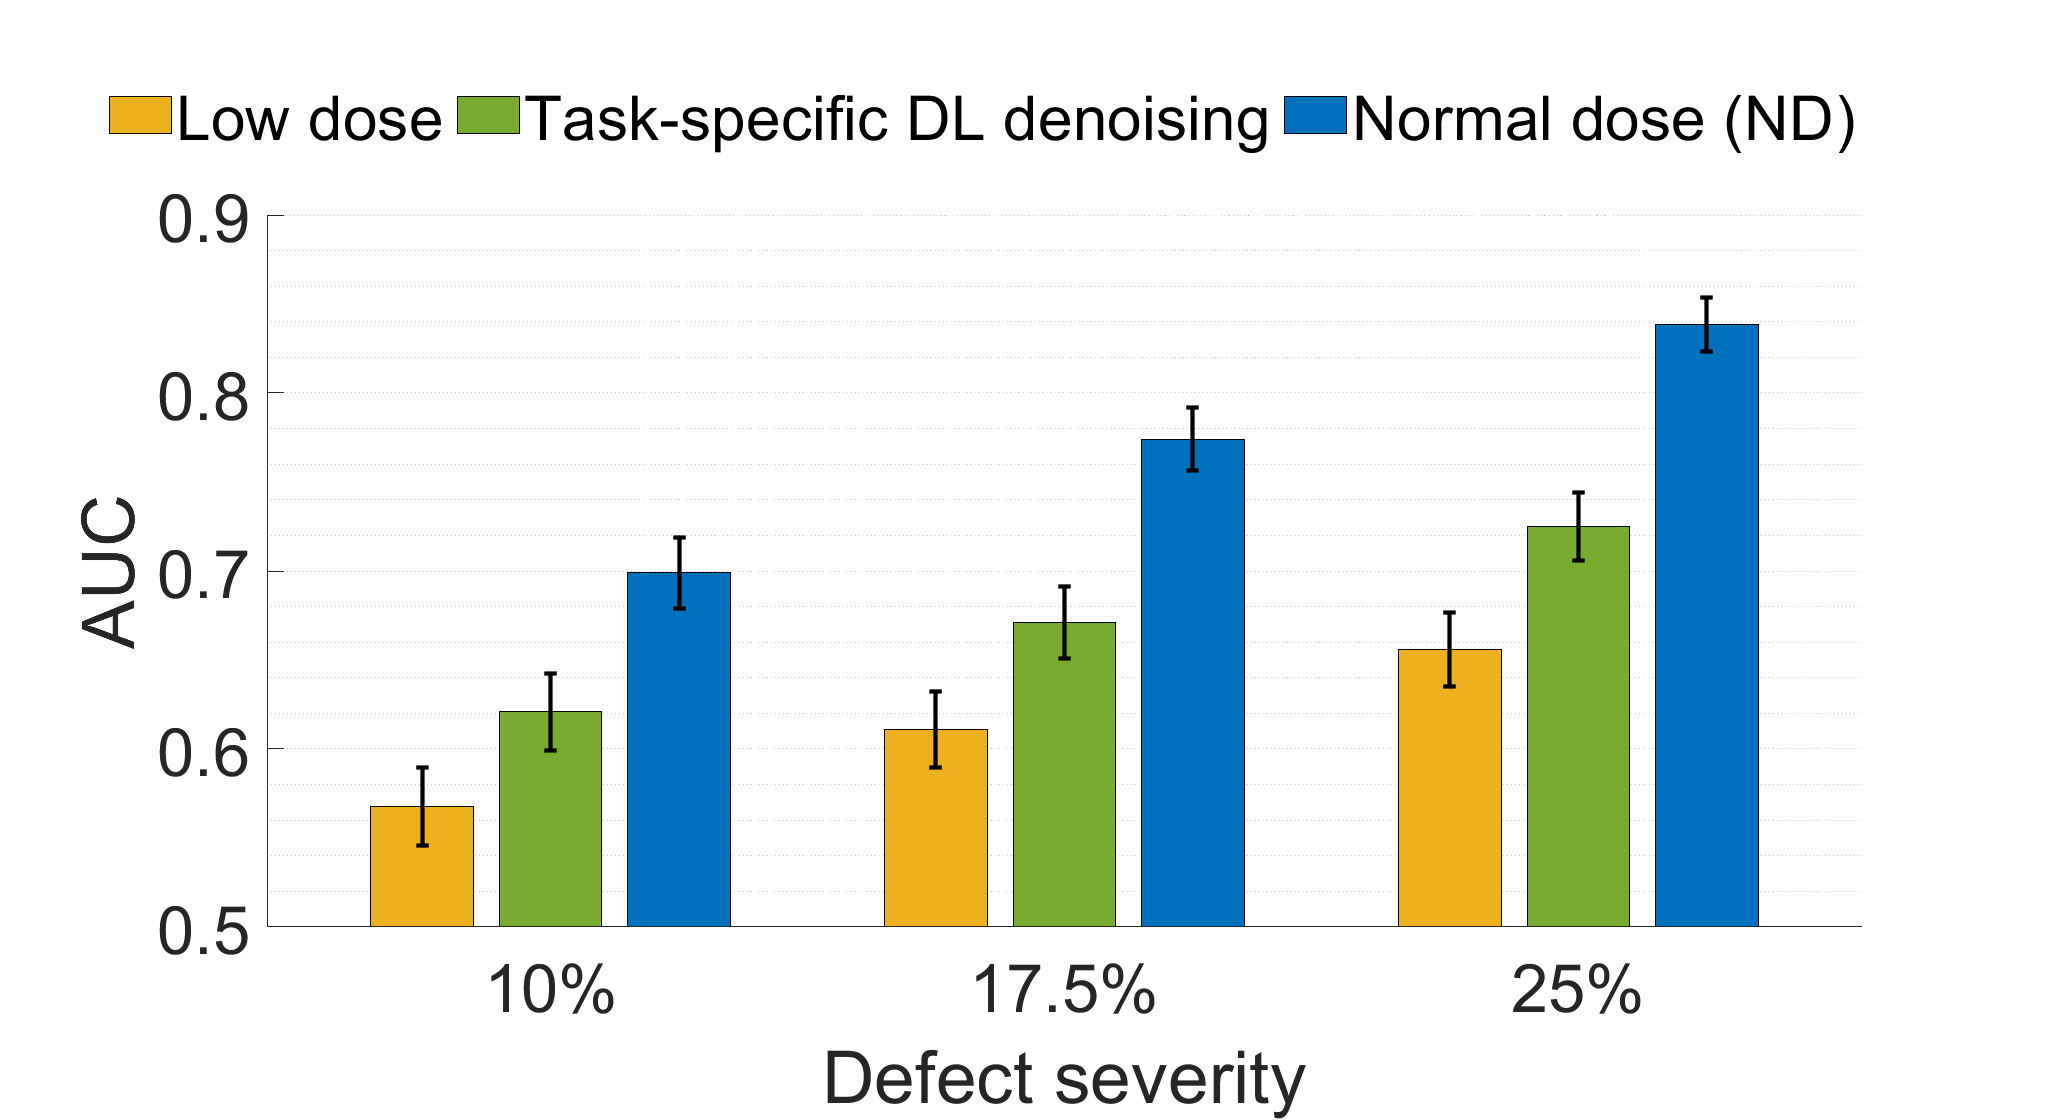 Low dose Task-specific DL denoising Normal dose (ND)
0.9
0.8
0.7
0.6
0.5
AUC
10% 17.5% 25%
Defect severity